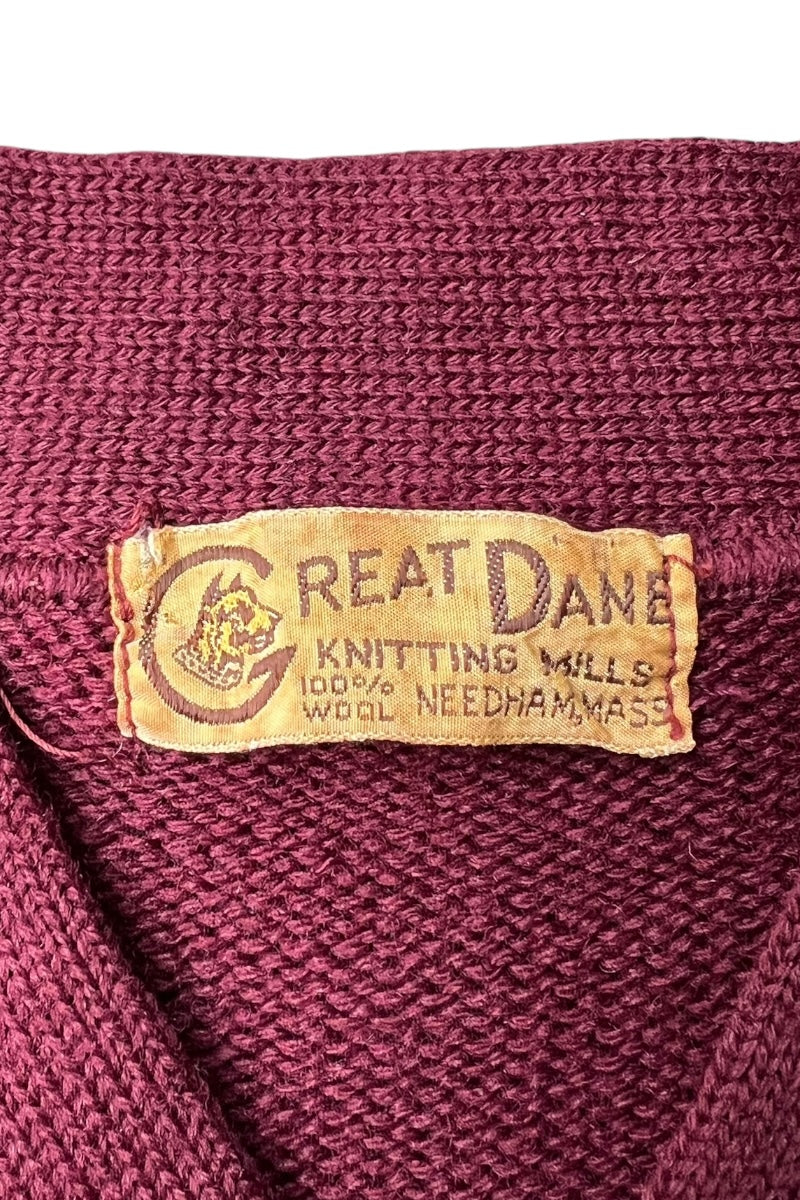 GREAT DANE
KNITTING MILLS
100% WOOL NEEDHAM, MASS